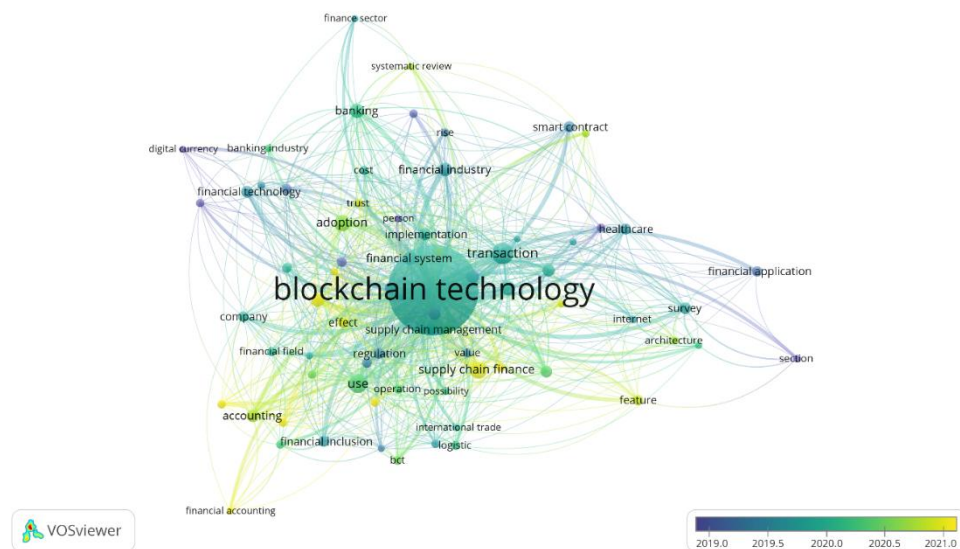 finance sector
systematic review
banking
rise
smart contract
digital currency
banking industry
cost
financial industry
financial technology
trust
adoption
person
implementation
healthcare
transaction
financial system
financial application
blockchain technology
company
effect
supply chain management
internet
survey
financial field
regulation
value
architecture
section
supply chain finance
use
operation
possibility
feature
accounting
international trade
financial inclusion
logistic
bct
financial accounting
VOSviewer
2019.0 2019.5 2020.0 2020.5 2021.0